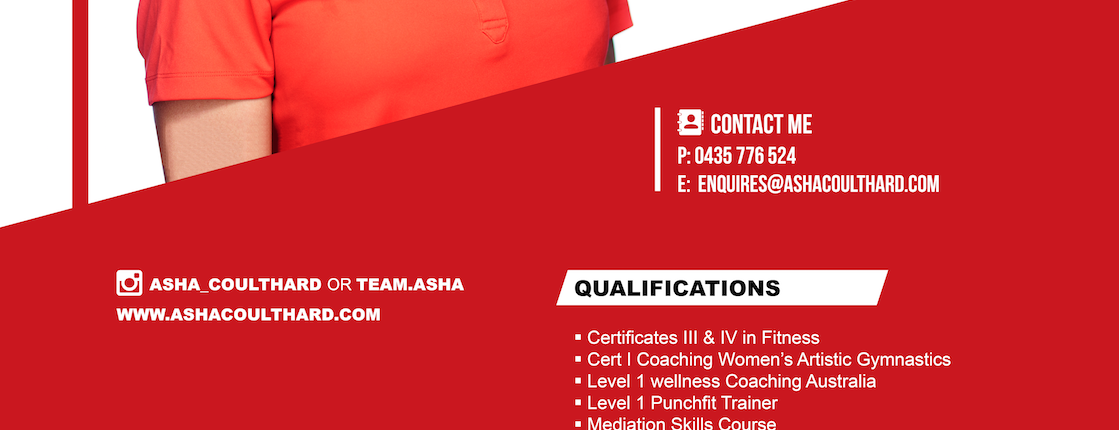 CONTACT ME
P: 0435 776 524
E: ENQUIRES@ASHACOULTHARD.COM
ASHA_COULTHARD OR TEAM.ASHA
WWW.ASHACOULTHARD.COM
QUALIFICATIONS
▪ Certificates III & IV in Fitness
▪ Cert I Coaching Women's Artistic Gymnastics
▪ Level 1 wellness Coaching Australia
▪ Level 1 Punchfit Trainer
▪ Mediation Skills Course